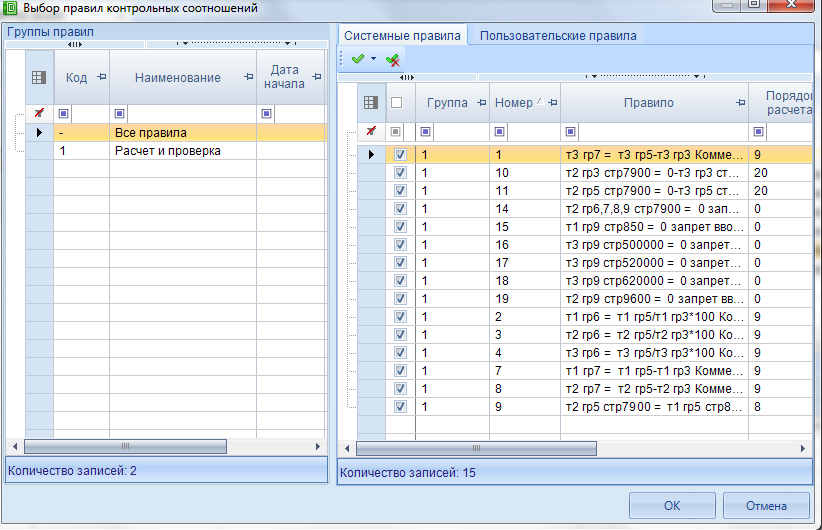 Выбор правил контрольных соотношений
Группы правил
Код Наименование Дата начала
- Все правила
1 Расчет и проверка
Количество записей: 2
Системные правила Пользовательские правила
Группа Номер Правило Порядо расчета
1 1 т3 гр7 = т3 гр5-т3 гр3 Комме... 9
1 10 т2 гр3 стр7900 = 0-т3 гр3 ст... 20
1 11 т2 гр5 стр7900 = 0-т3 гр5 ст... 20
1 14 т2 гр6,7,8,9 стр7900 = 0 зап... 0
1 15 т1 гр9 стр850 = 0 запрет вво... 0
1 16 т3 гр9 стр500000 = 0 запрет... 0
1 17 т3 гр9 стр520000 = 0 запрет... 0
1 18 т3 гр9 стр620000 = 0 запрет... 0
1 19 т2 гр9 стр9600 = 0 запрет вв... 0
1 2 т1 гр6 = т1 гр5/т1 гр3*100 Ко... 9
1 3 т2 гр6 = т2 гр5/т2 гр3*100 Ко... 9
1 4 т3 гр6 = т3 гр5/т3 гр3*100 Ко... 9
1 7 т1 гр7 = т1 гр5-т1 гр3 Комме... 9
1 8 т2 гр7 = т2 гр5-т2 гр3 Комме... 9
1 9 т2 гр5 стр7900 = т1 гр5 стр8... 8
Количество записей: 15
ОК Отмена